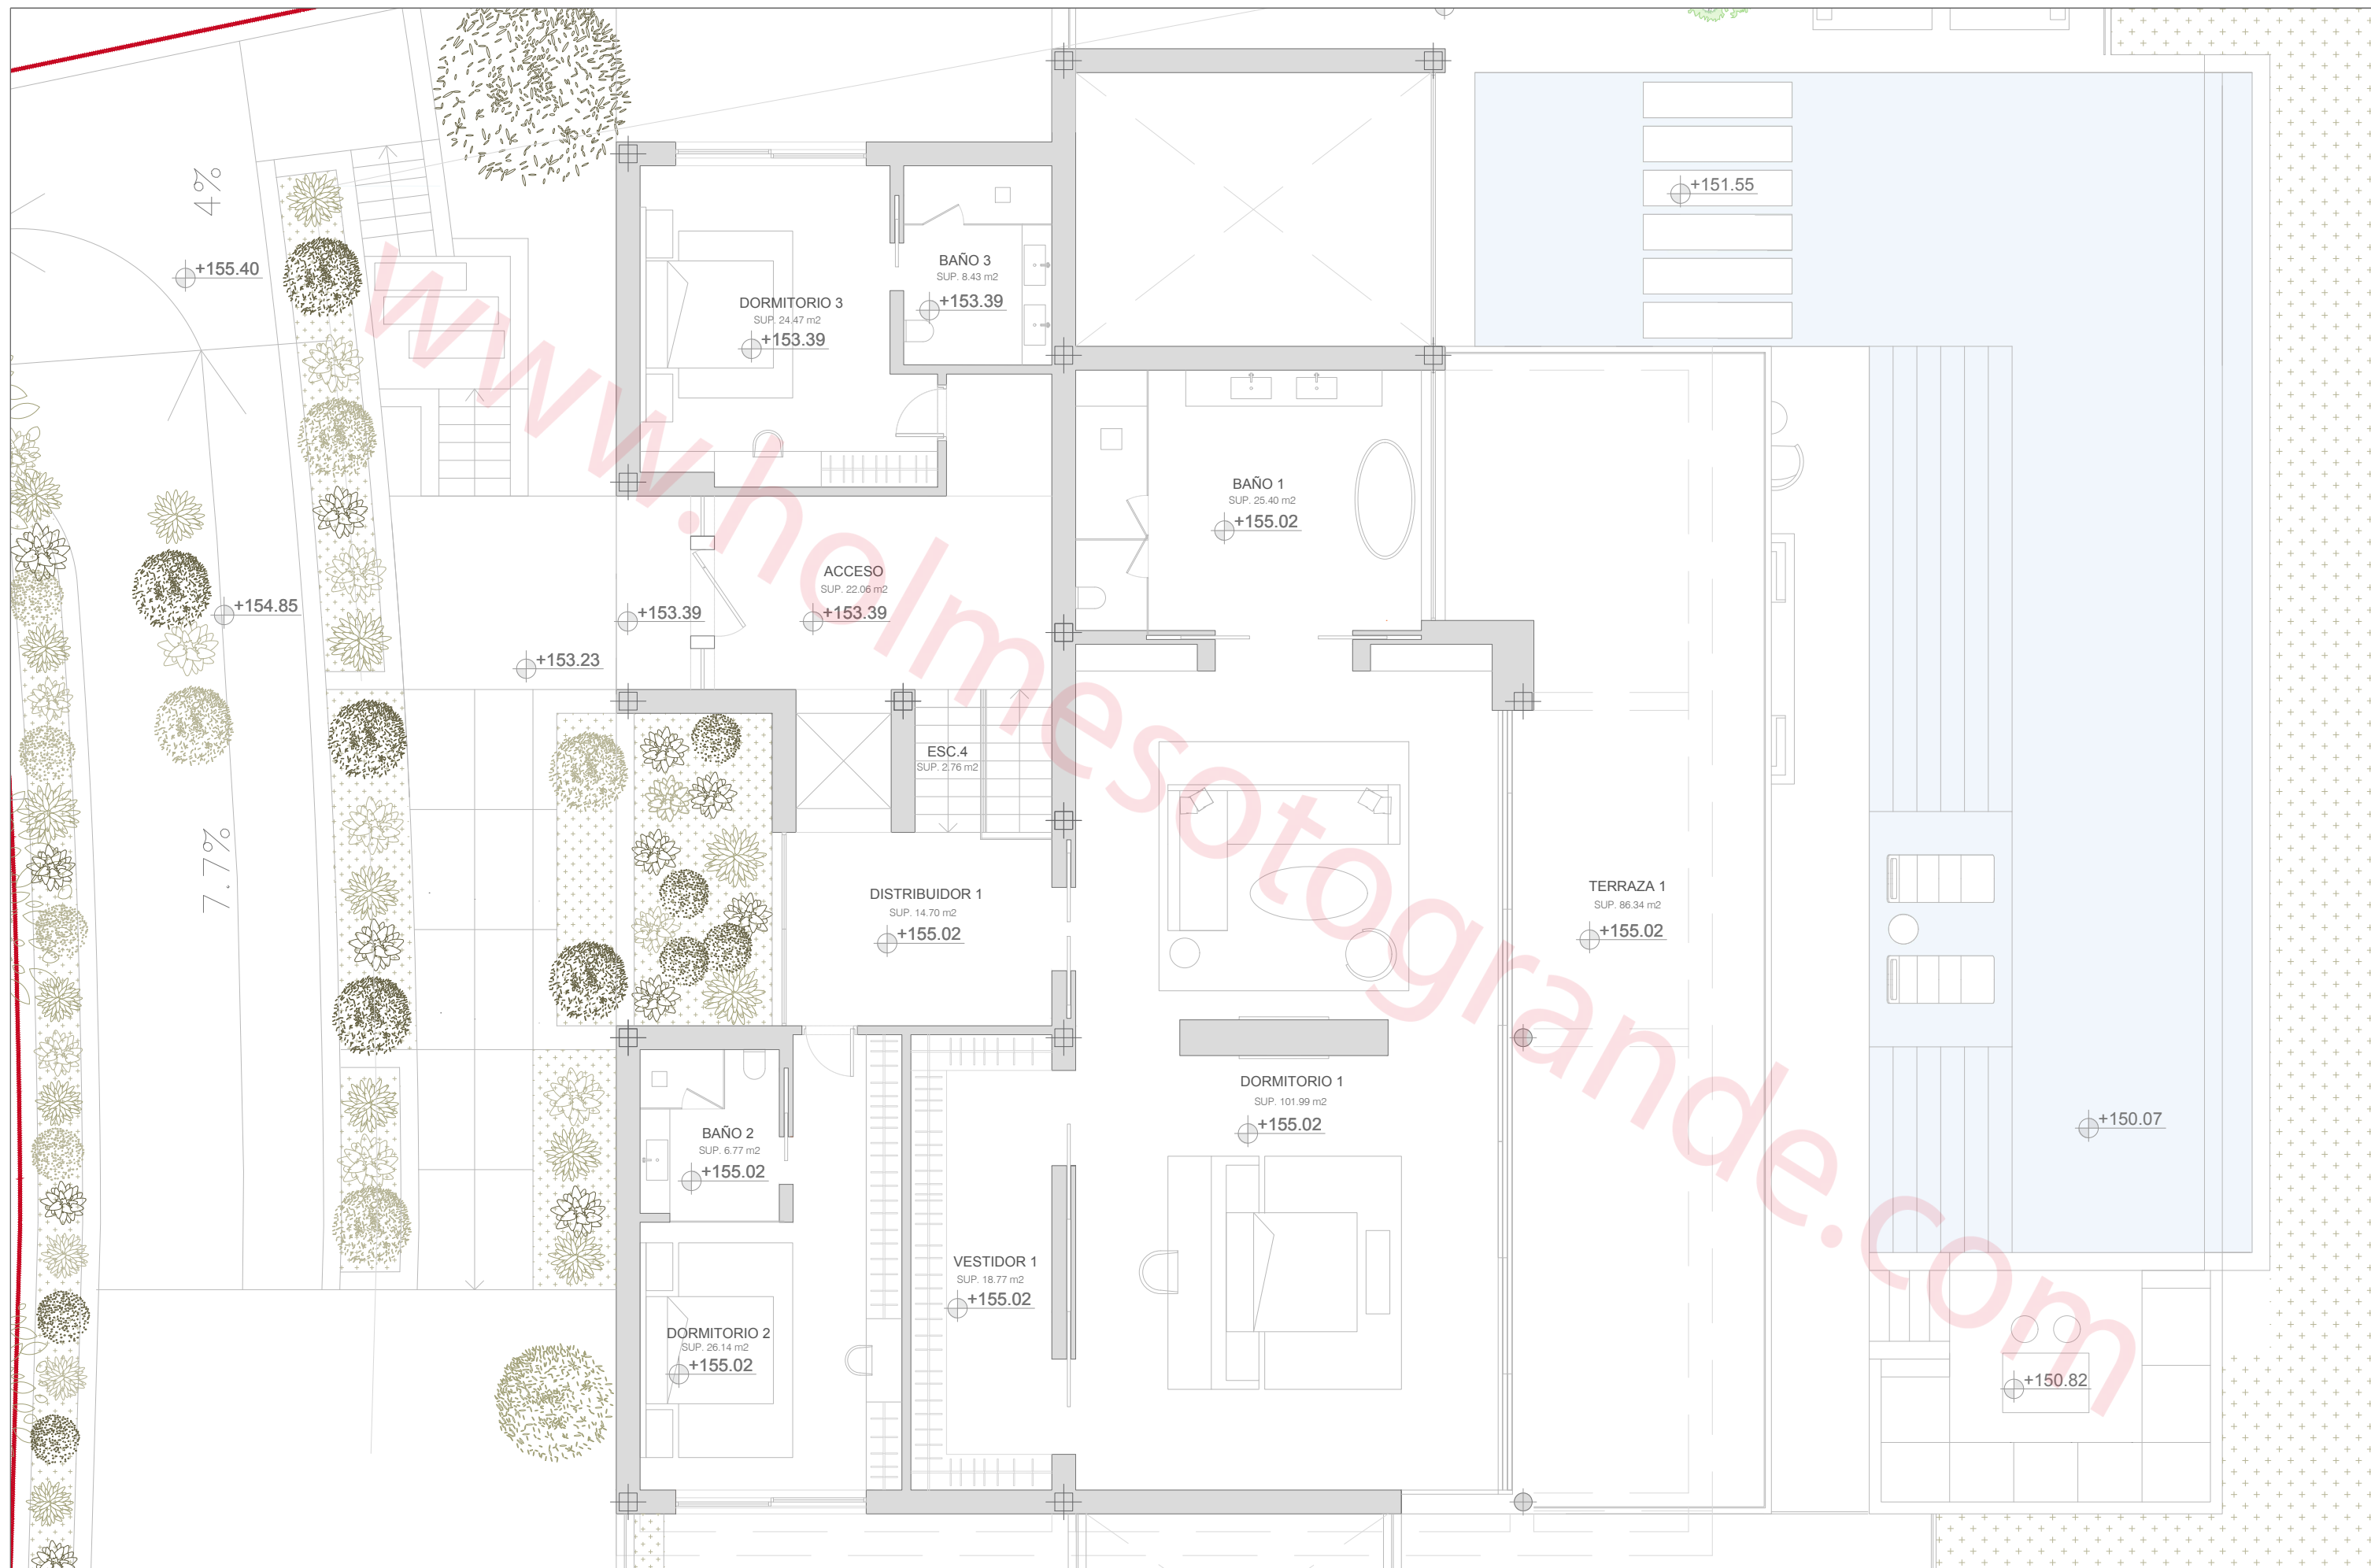 4%
+155.40
+154.85
7.7%
+153.23
+153.39
DORMITORIO 3
SUP. 24.47 m2
+153.39
BAÑO 3
SUP. 8.43 m2
+153.39
ACCESO
SUP. 22.06 m2
+153.39
ESC.4
SUP. 2.76 m2
DISTRIBUIDOR 1
SUP. 14.70 m2
+155.02
BAÑO 2
SUP. 6.77 m2
+155.02
DORMITORIO 2
SUP. 26.14 m2
+155.02
VESTIDOR 1
SUP. 18.77 m2
+155.02
BAÑO 1
SUP. 25.40 m2
+155.02
DORMITORIO 1
SUP. 101.99 m2
+155.02
TERRAZA 1
SUP. 86.34 m2
+155.02
+151.55
+150.07
+150.82
www.holmesotogrande.com